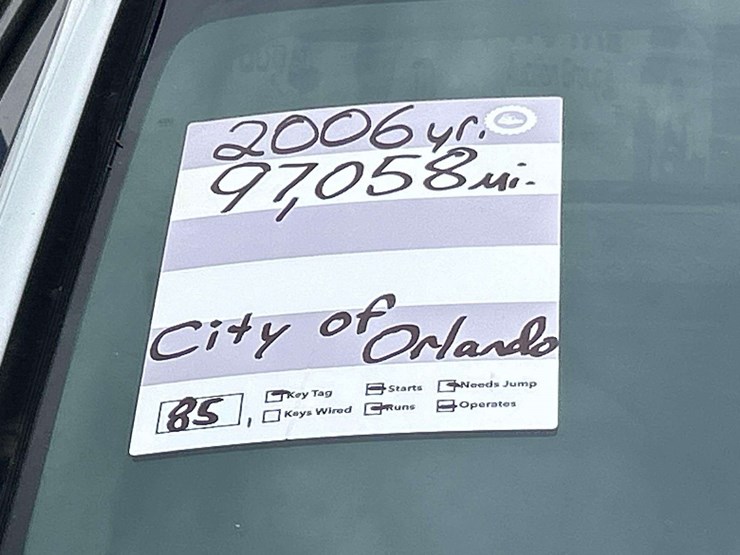 2006 yr.
97,058 mi.
City of Orlando
85, Key Tag Starts Needs Jump
Keys Wired Runs Operates